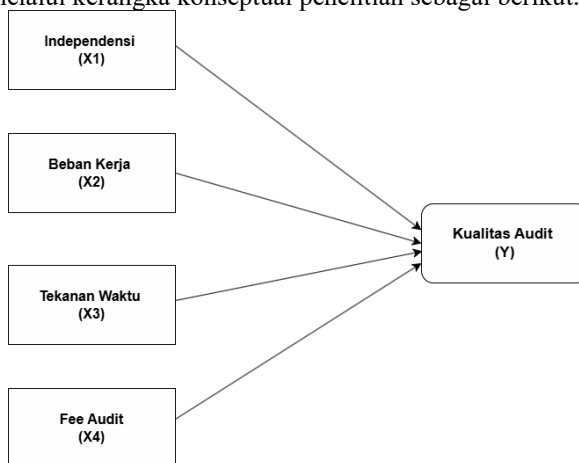 melalui kerangka konseptual penelitian sebagai berikut.
Independensi
(X1)
Beban Kerja
(X2)
Kualitas Audit
(Y)
Tekanan Waktu
(X3)
Fee Audit
(X4)